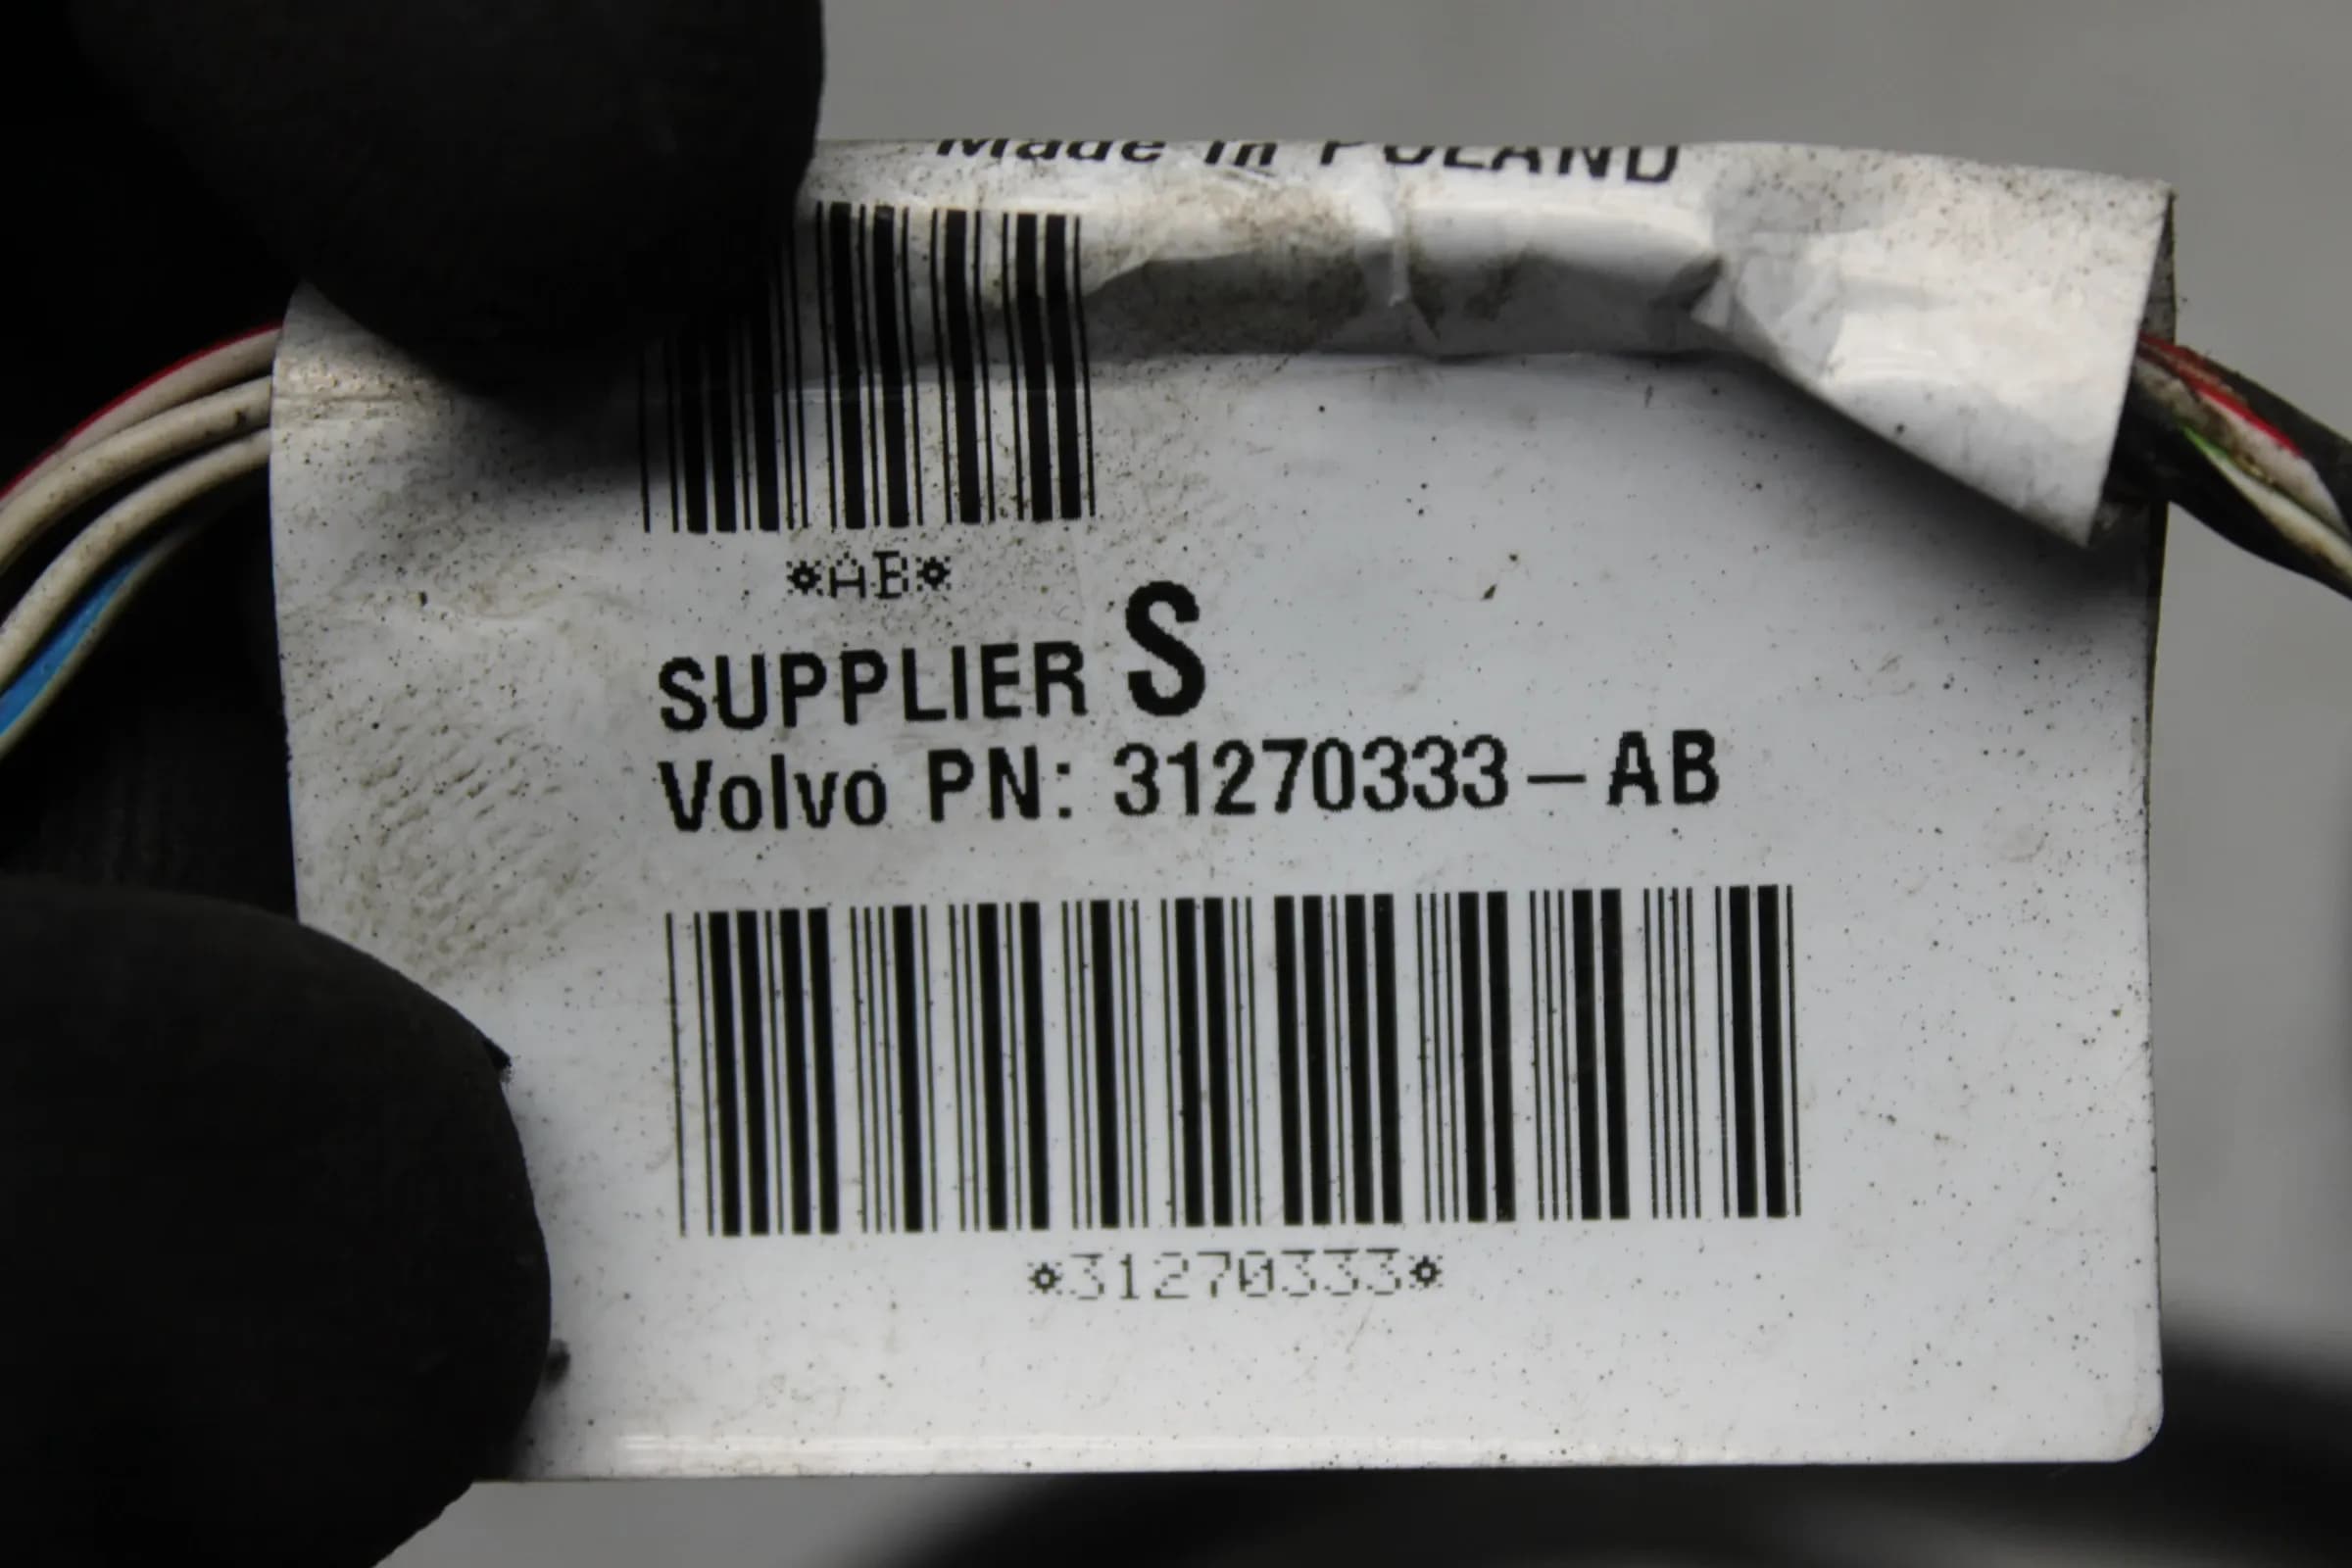 Made in POLAND
*AB*
SUPPLIER S
Volvo PN: 31270333-AB
*31270333*